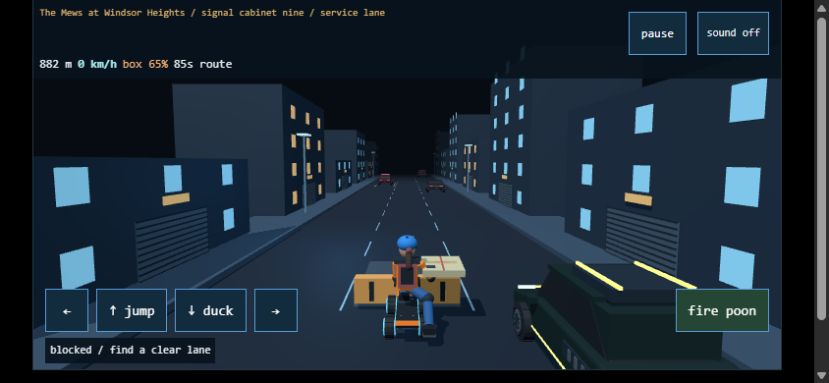 The Mews at Windsor Heights / signal cabinet nine / service lane
pause
sound off
882 m 0 km/h box 65% 85s route
←
↑ jump
↓ duck
→
fire poon
blocked / find a clear lane